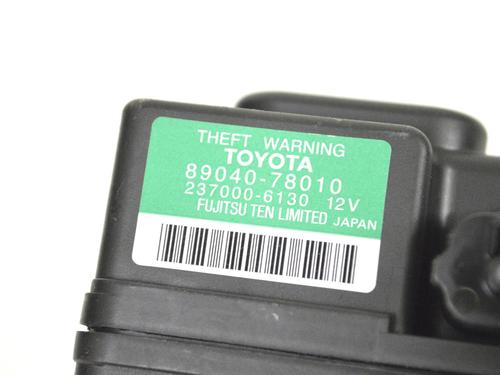 THEFT WARNING
TOYOTA
89040-78010
237000-6130 12V
FUJITSU TEN LIMITED JAPAN